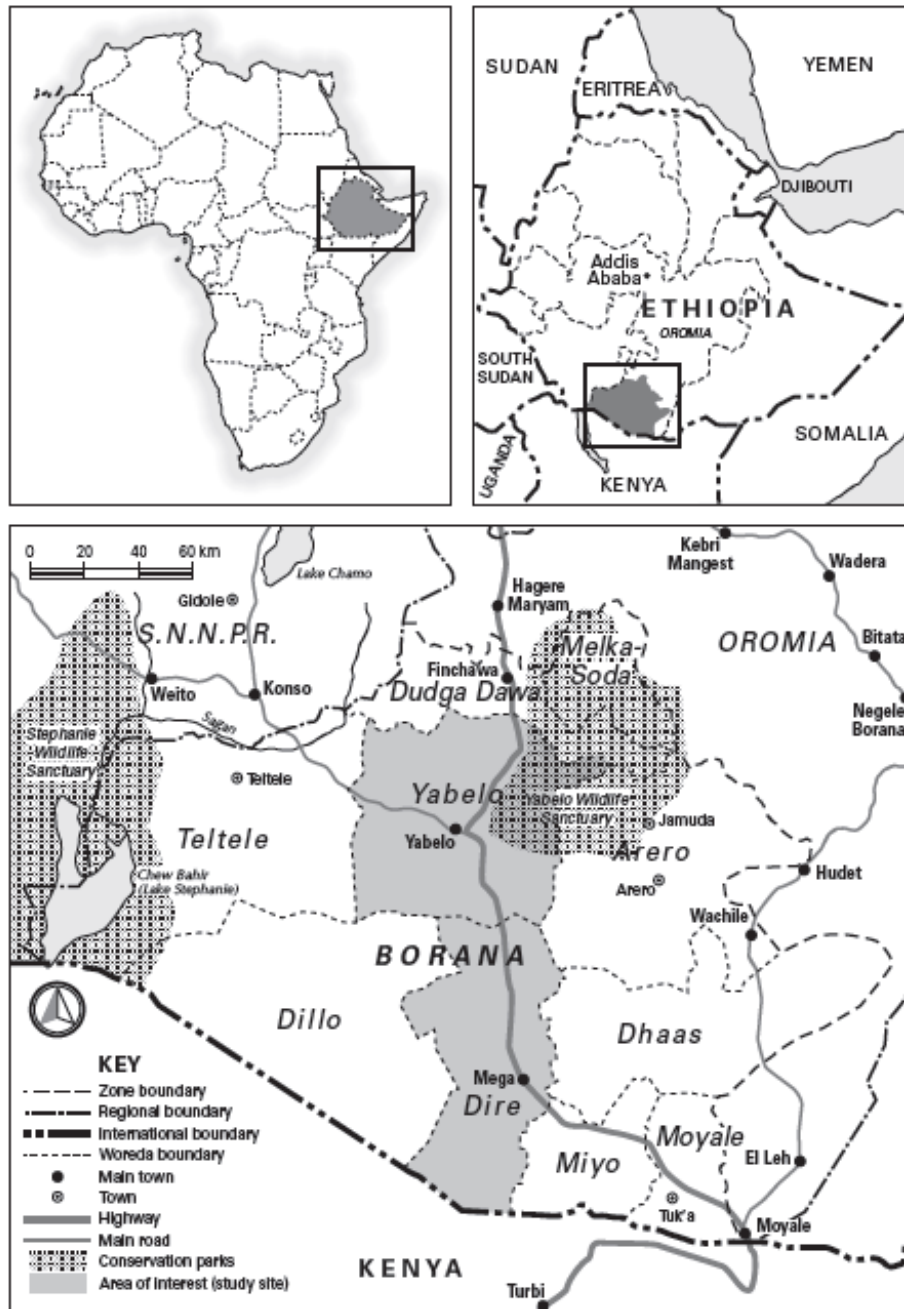 SUDAN
YEMEN
ERITREA
DJIBOUTI
Addis
Ababa
ETHIOPIA
OROMIA
SOUTH
SUDAN
SOMALIA
UGANDA
KENYA
0 20 40 60 km
Lake Chamo
Kebri
Mangest
Wadera
Gidole
Hagere
Maryam
S.N.N.P.R.
Melka-i
Soda
OROMIA
Bitata
Finchawa
Dudga Dawa
Weito
Konso
Negele
Borana
Sagan
Stephanie
Wildlife
Sanctuary
Teltele
Yabelo
Yabelo Wildlife
Sanctuary
Jamuda
Teltele
Yabelo
Arero
Chew Bahir
(Lake Stephanie)
Arero
Hudet
Wachile
BORANA
Dillo
Dhaas
KEY
Zone boundary
Regional boundary
International boundary
Woreda boundary
Main town
Town
Highway
Main road
Conservation parks
Area of interest (study site)
Mega
Dire
Moyale
Miyo
El Leh
Tuk'a
Moyale
KENYA
Turbi